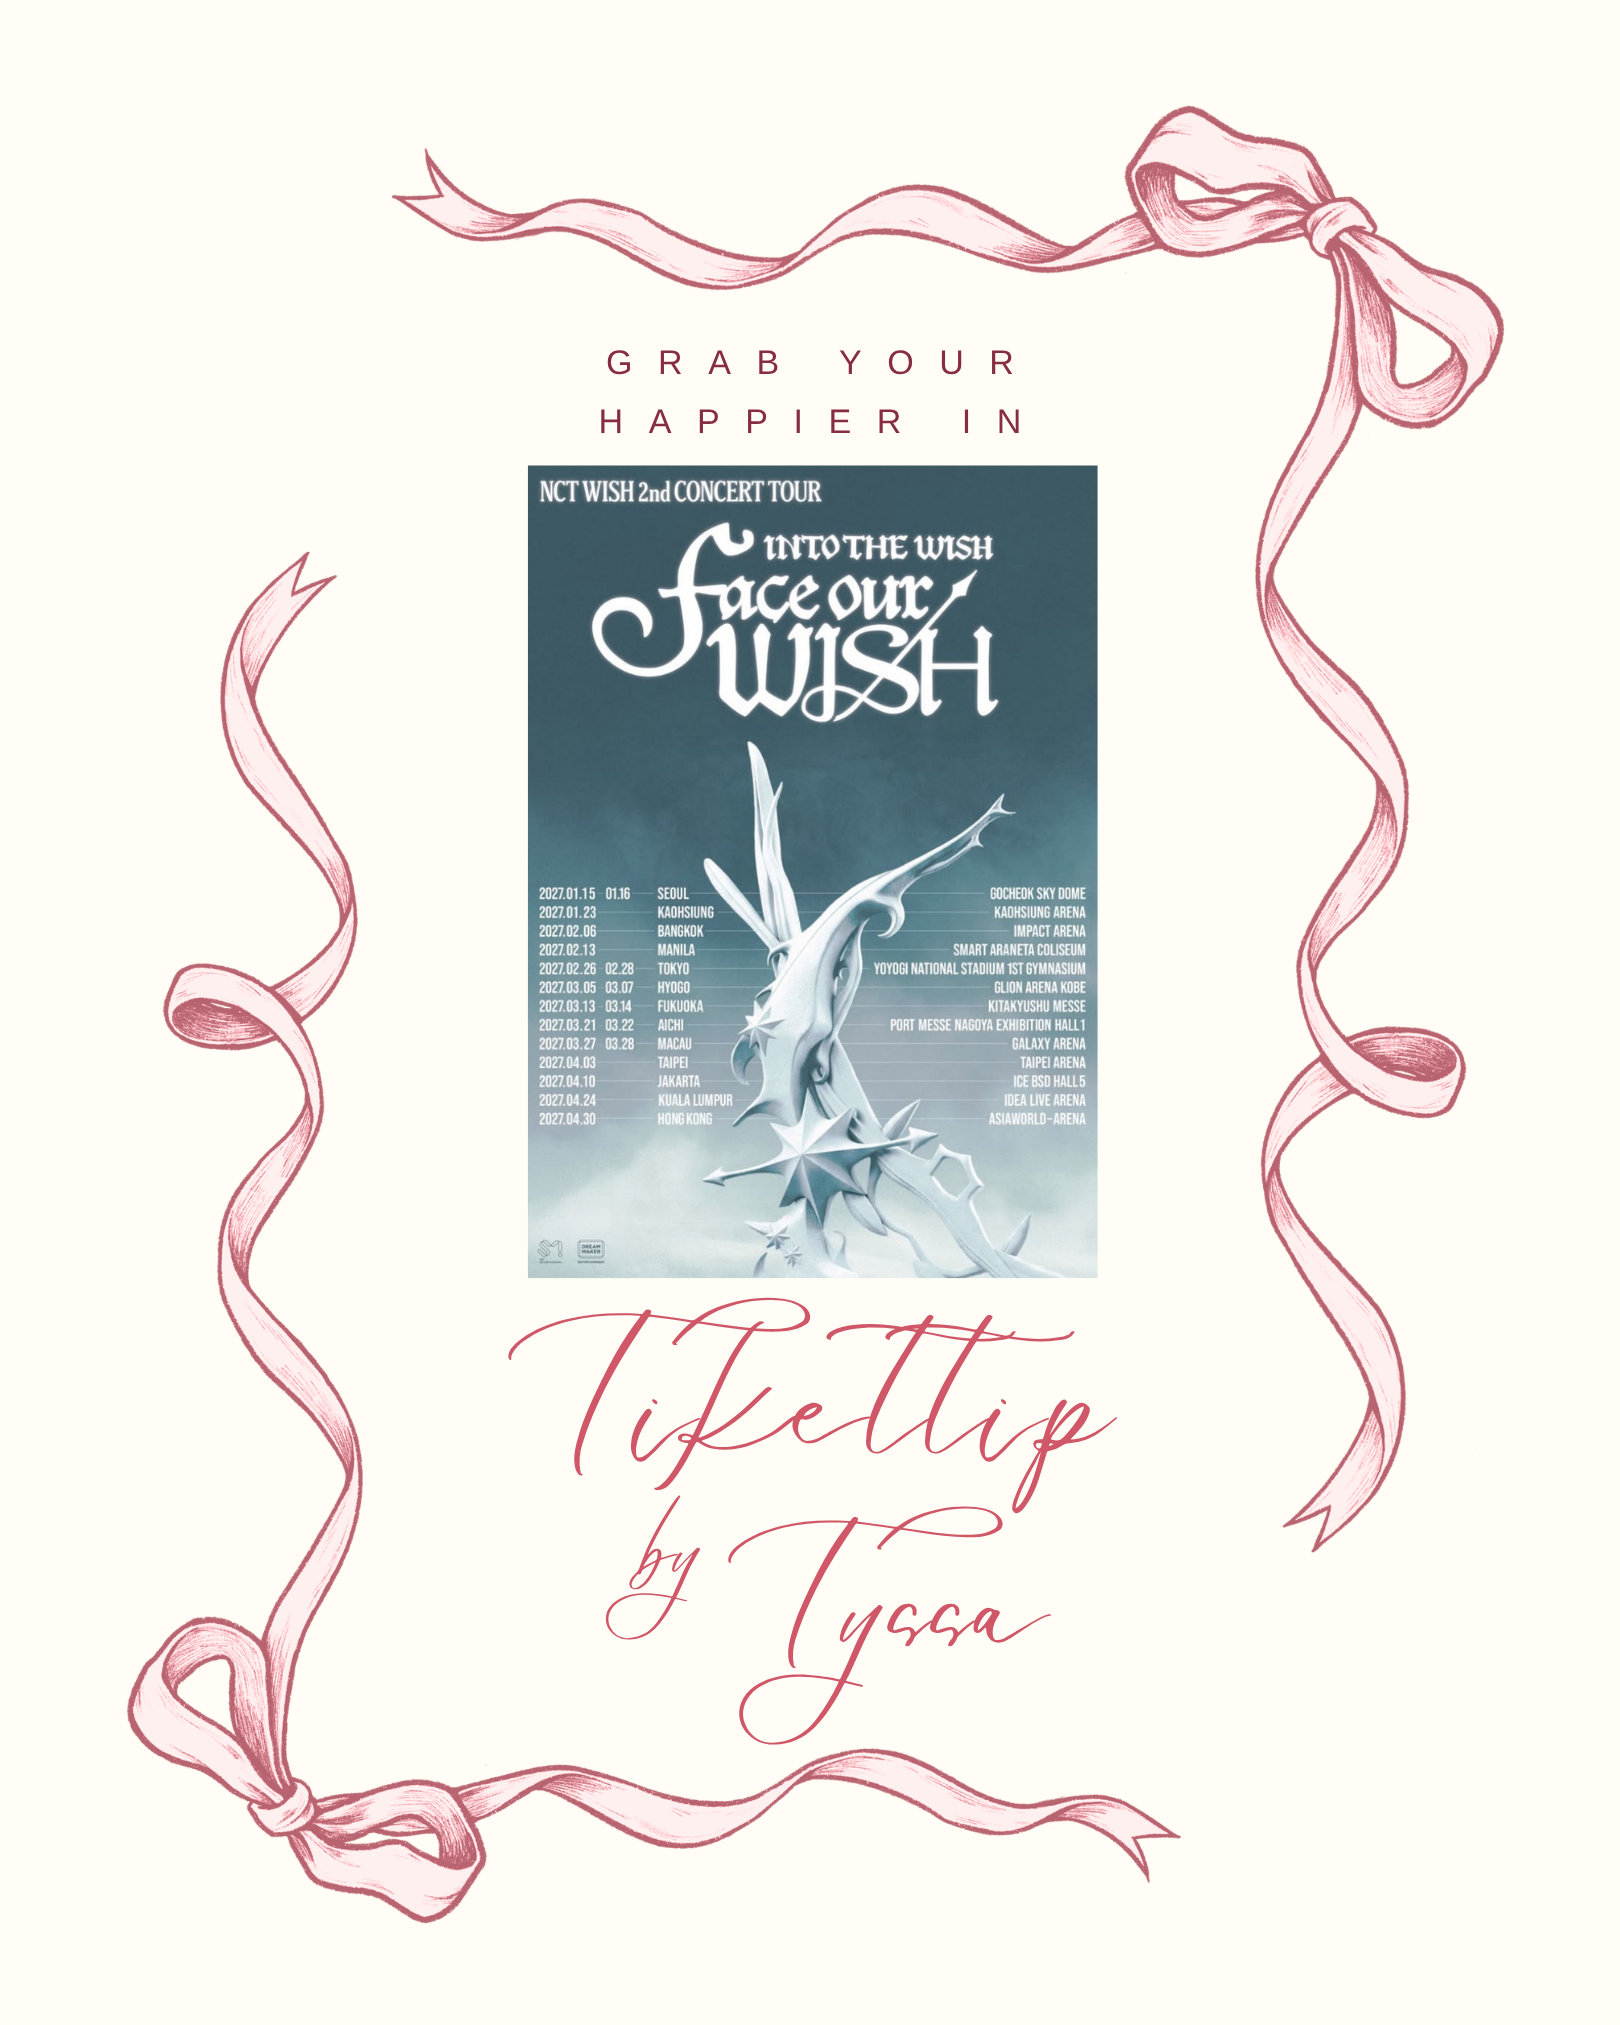 GRAB YOUR
HAPPIER IN
NCT WISH 2nd CONCERT TOUR
INTO THE WISH
face our
WISH
2027.01.15 01.16 SEOUL GOCHEOK SKY DOME
2027.01.23 KAOHSIUNG KAOHSIUNG ARENA
2027.02.06 BANGKOK IMPACT ARENA
2027.02.13 MANILA SMART ARANETA COLISEUM
2027.02.26 02.28 TOKYO YOYOGI NATIONAL STADIUM 1ST GYMNASIUM
2027.03.05 03.07 HYOGO GLION ARENA KOBE
2027.03.13 03.14 FUKUOKA KITAKYUSHU MESSE
2027.03.21 03.22 AICHI PORT MESSE NAGOYA EXHIBITION HALL1
2027.03.27 03.28 MACAU GALAXY ARENA
2027.04.03 TAIPEI TAIPEI ARENA
2027.04.10 JAKARTA ICE BSD HALL 5
2027.04.24 KUALA LUMPUR IDEA LIVE ARENA
2027.04.30 HONG KONG ASIAWORLD-ARENA
SM
DREAM
MAKER
Tikettip
by Tyssa